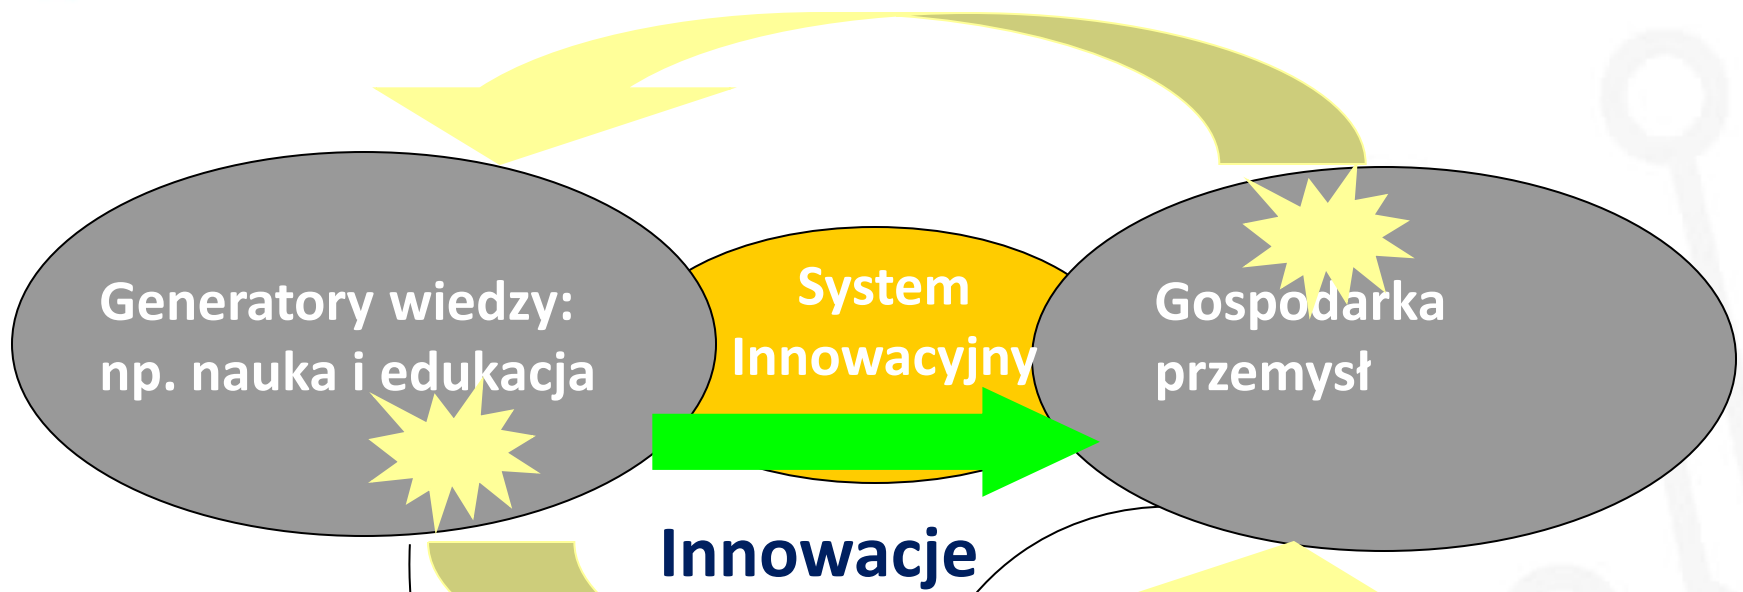 Generatory wiedzy:
np. nauka i edukacja
System
Innowacyjny
Gospodarka
przemysł
Innowacje